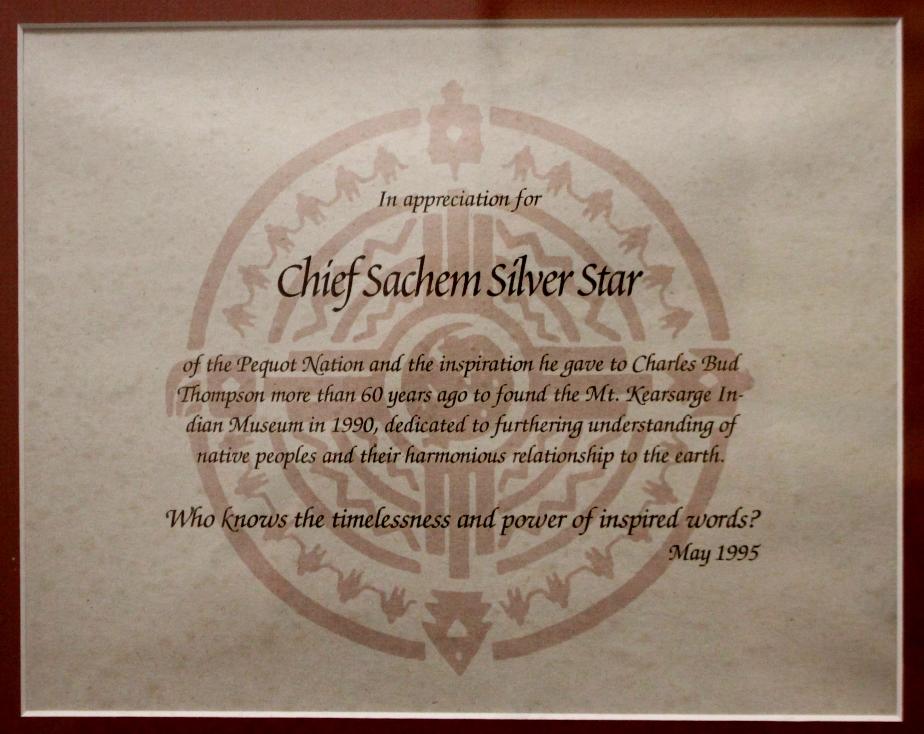 In appreciation for
Chief Sachem Silver Star
of the Pequot Nation and the inspiration he gave to Charles Bud
Thompson more than 60 years ago to found the Mt. Kearsarge In-
dian Museum in 1990, dedicated to furthering understanding of
native peoples and their harmonious relationship to the earth.
Who knows the timelessness and power of inspired words?
May 1995